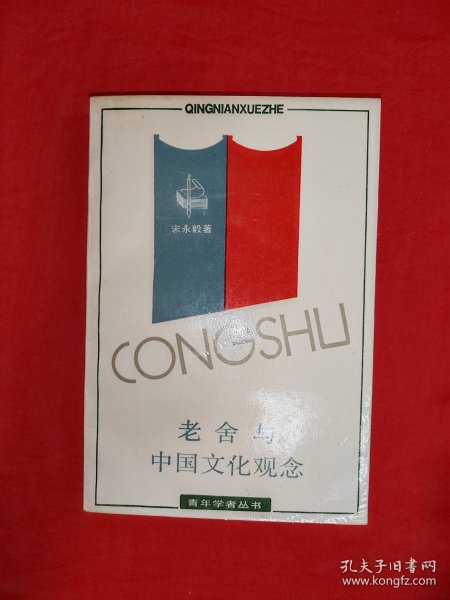 QINGNIANXUEZHE
宋永毅著
CONGSHU
老舍与
中国文化观念
青年学者丛书
孔夫子旧书网
www.kongfz.com